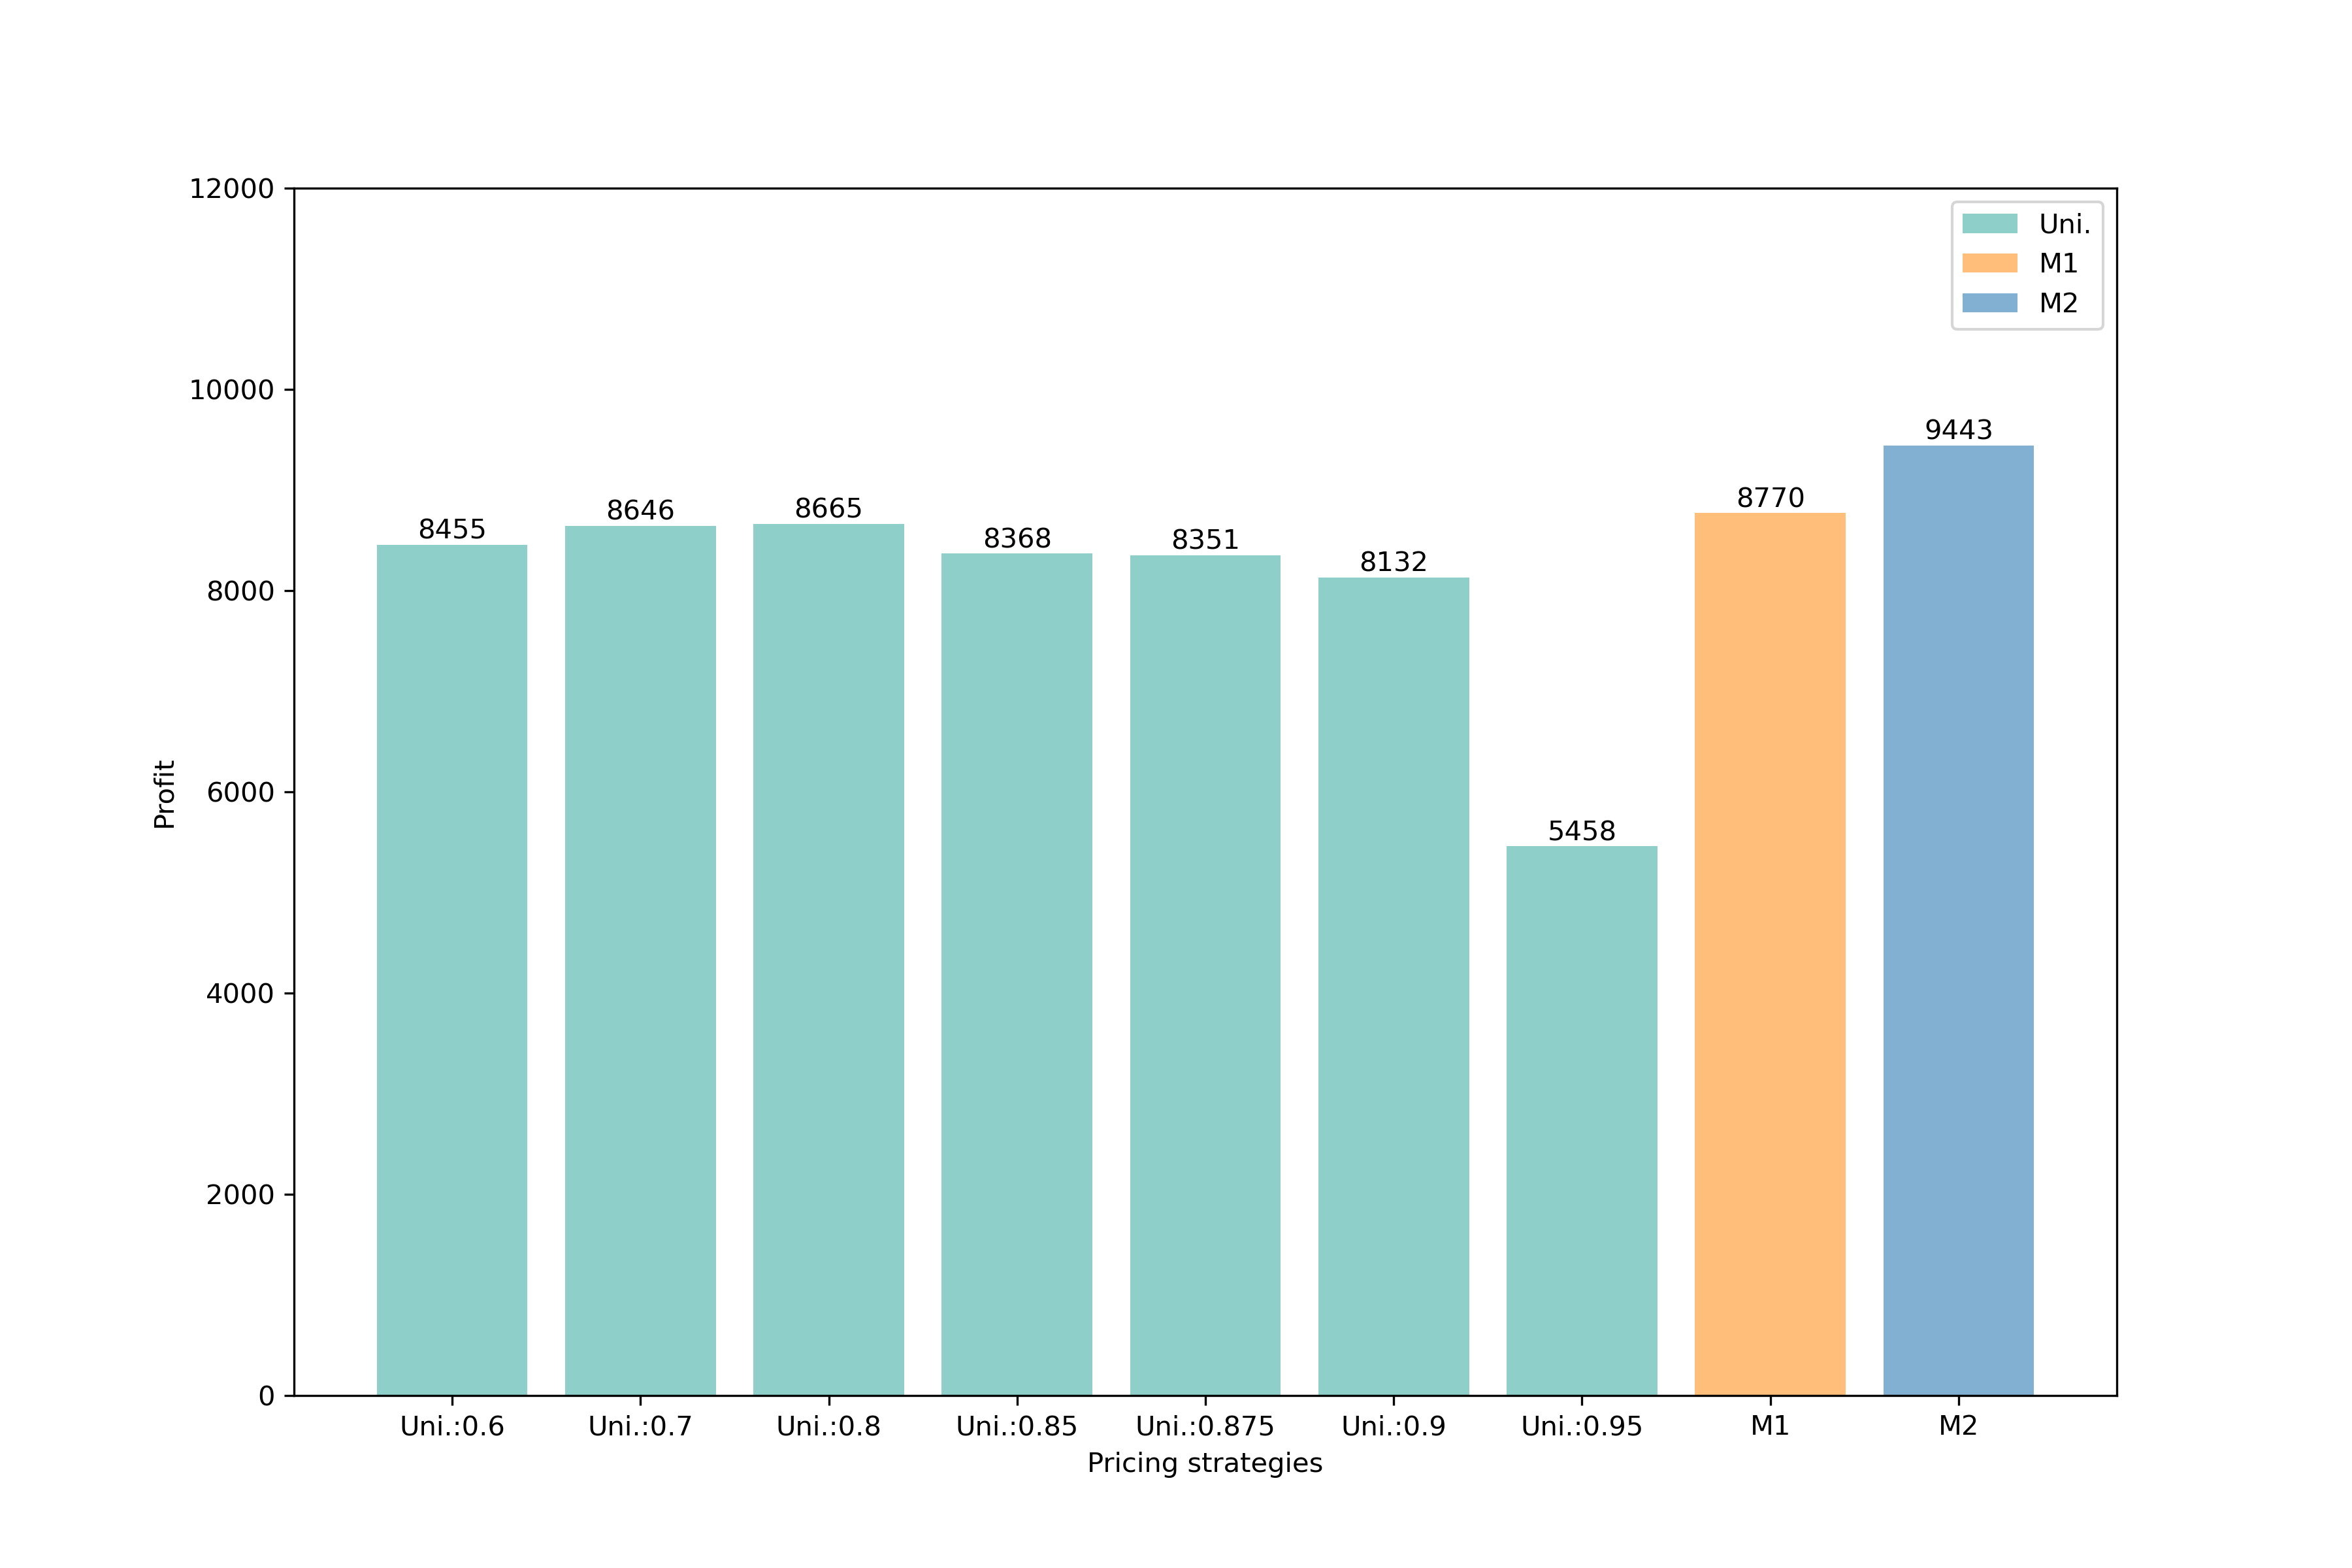 12000
10000
8000
6000
4000
2000
0
Profit
Uni.
M1
M2
8455
8646
8665
8368
8351
8132
5458
8770
9443
Uni.:0.6
Uni.:0.7
Uni.:0.8
Uni.:0.85
Uni.:0.875
Uni.:0.9
Uni.:0.95
M1
M2
Pricing strategies